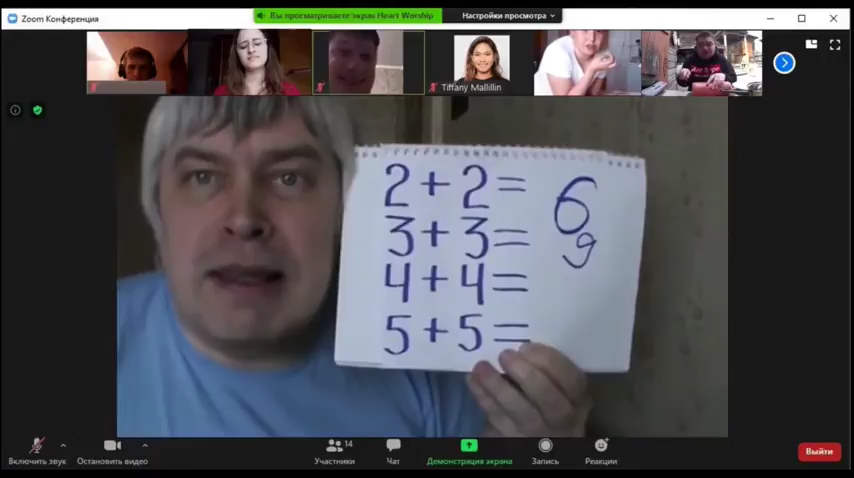 Zoom Конференция
Вы просматриваете экран Heart Worship
Настройки просмотра
Tiffany Mallillin
2+2= 6
3+3= 9
4+4=
5+5=
14
Включить звук
Остановить видео
Участники
Чат
Демонстрация экрана
Запись
Реакции
Выйти